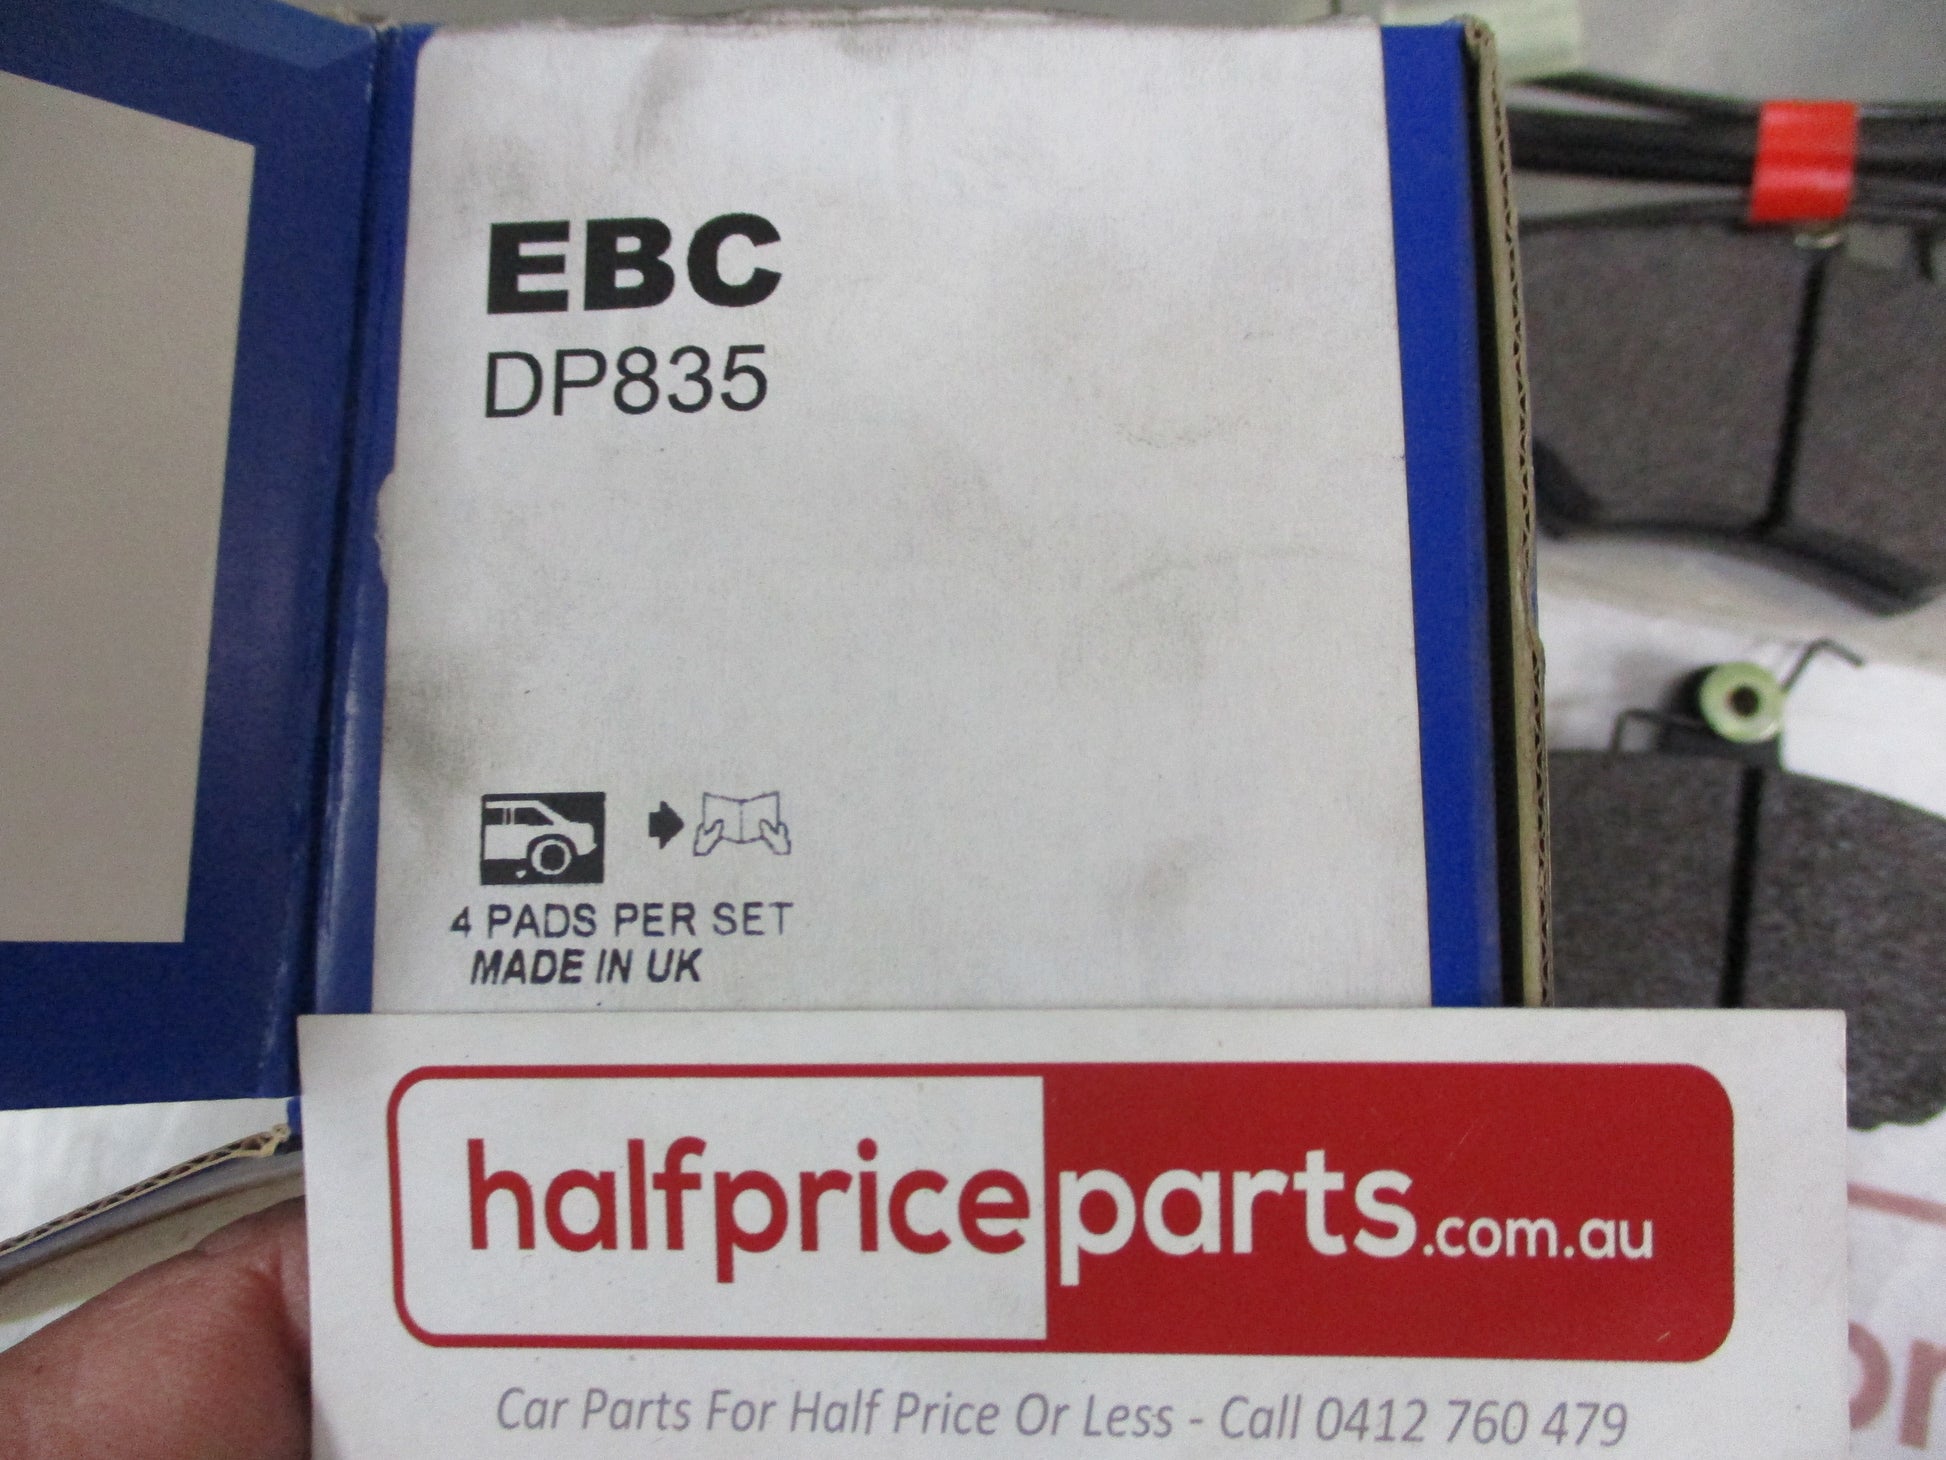 EBC
DP835
4 PADS PER SET
MADE IN UK
halfpriceparts.com.au
Car Parts For Half Price Or Less - Call 0412 760 479